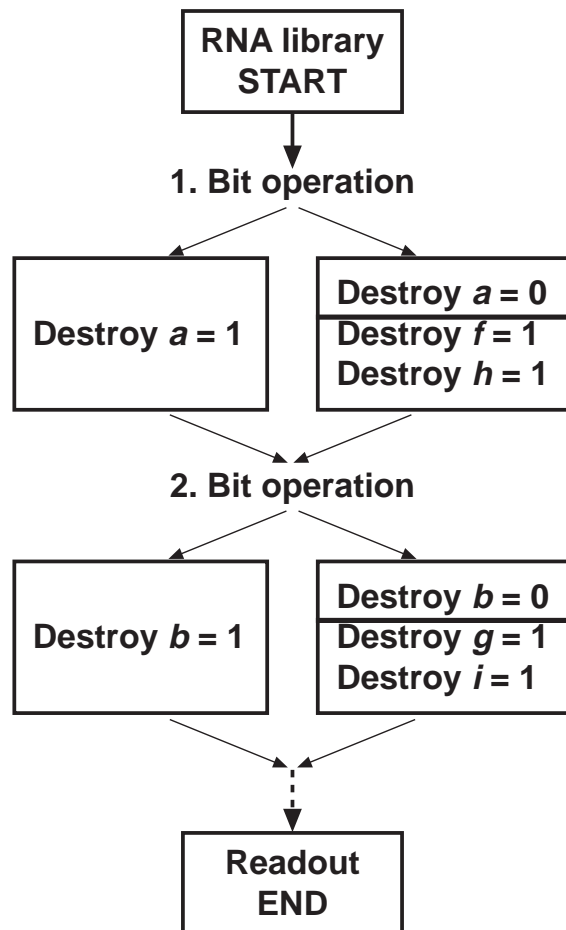 RNA library
START
1. Bit operation
Destroy a = 1
Destroy a = 0
Destroy f = 1
Destroy h = 1
2. Bit operation
Destroy b = 1
Destroy b = 0
Destroy g = 1
Destroy i = 1
Readout
END